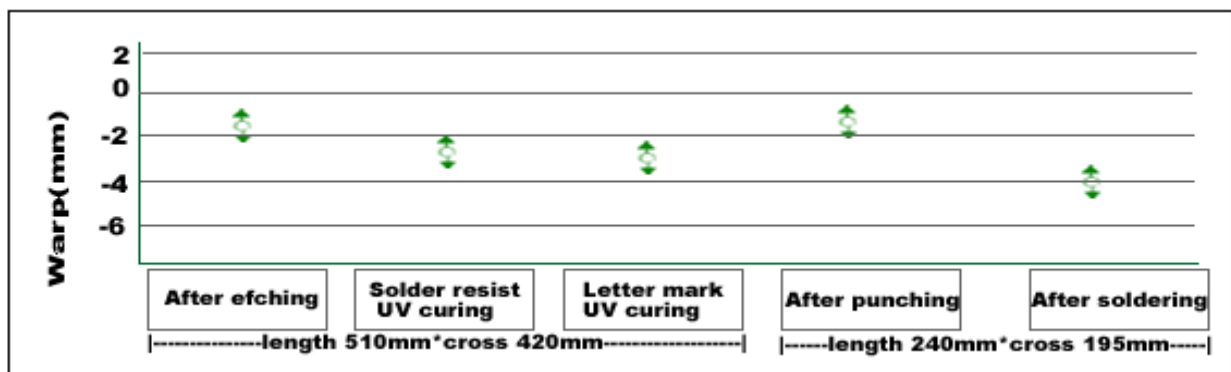 Warp(mm)
2
0
-2
-4
-6
After efching
Solder resist
UV curing
Letter mark
UV curing
After punching
After soldering
|----------------length 510mm*cross 420mm--------------------|
|------length 240mm*cross 195mm-----|